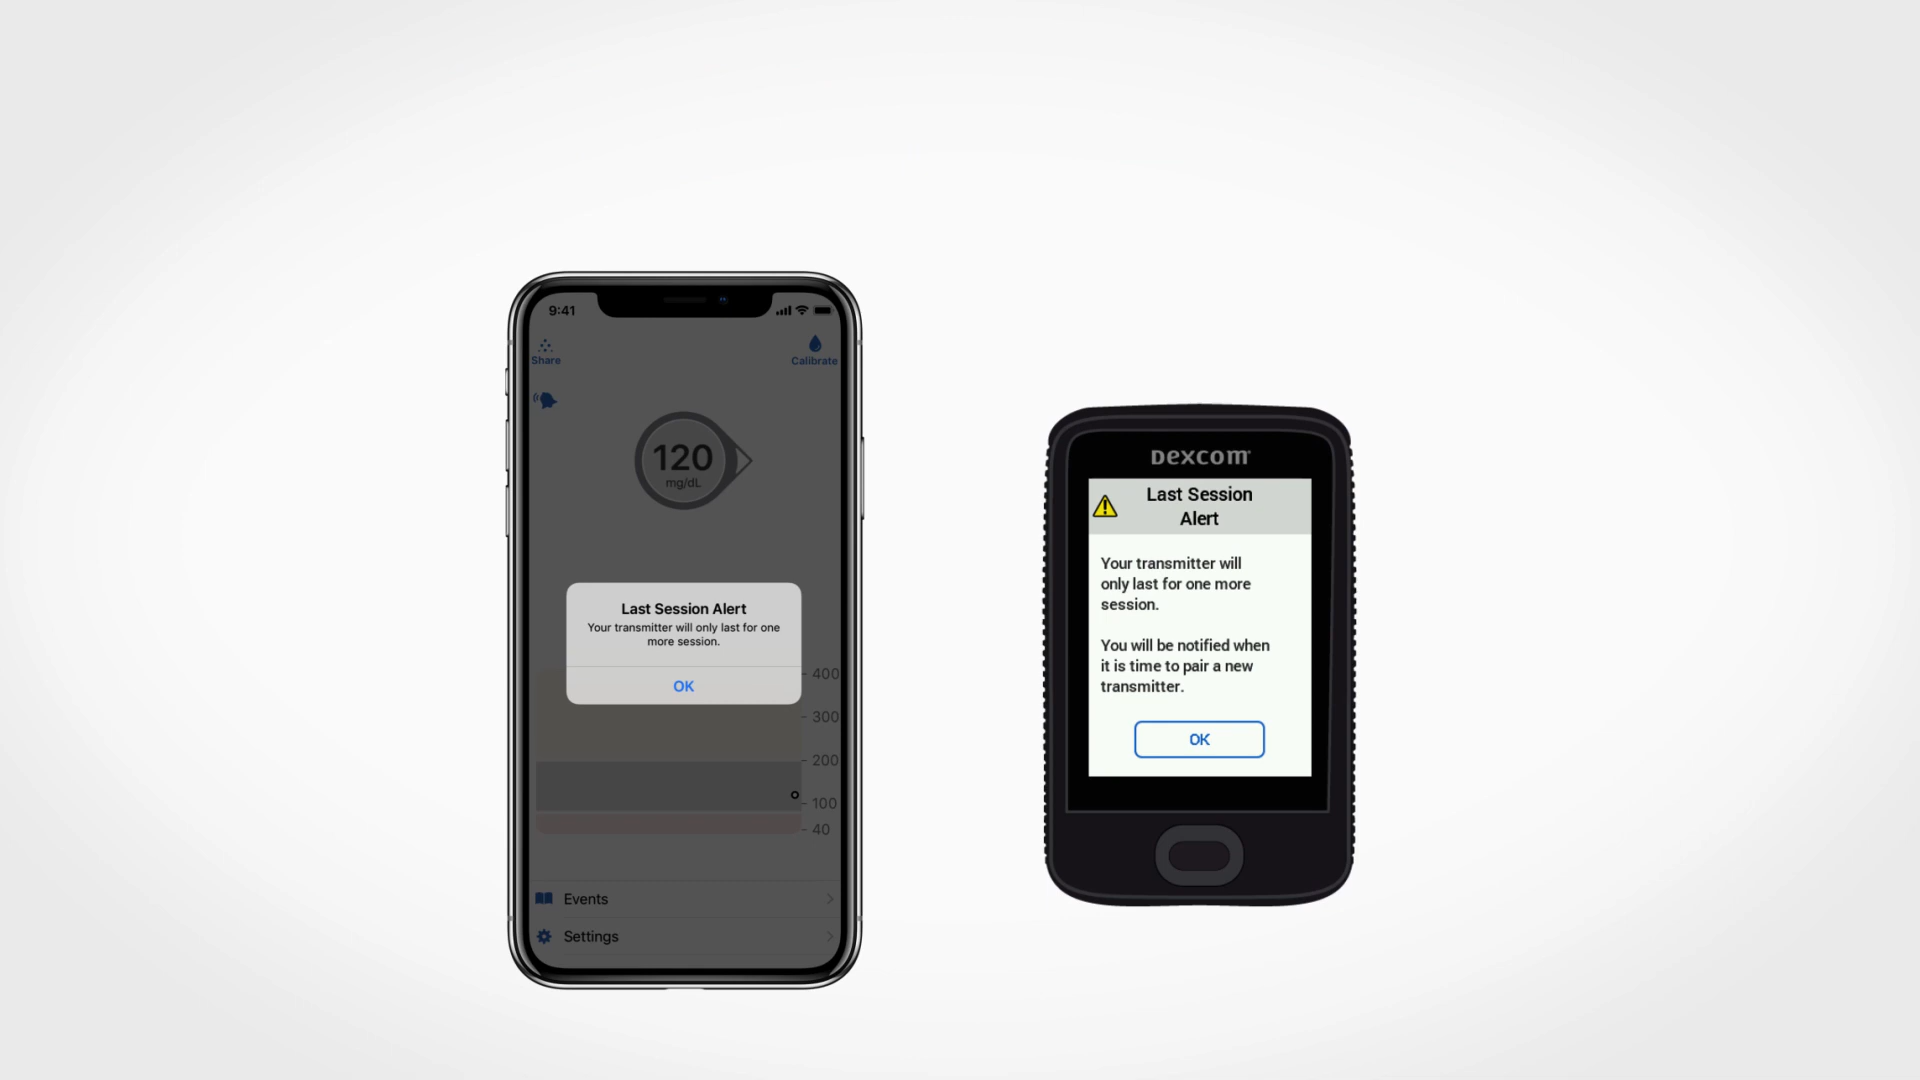 9:41
Share
Calibrate
120
mg/dL
Last Session Alert
Your transmitter will only last for one
more session.
OK
400
300
200
100
40
Events
Settings
Dexcom
Last Session
Alert
Your transmitter will
only last for one more
session.
You will be notified when
it is time to pair a new
transmitter.
OK